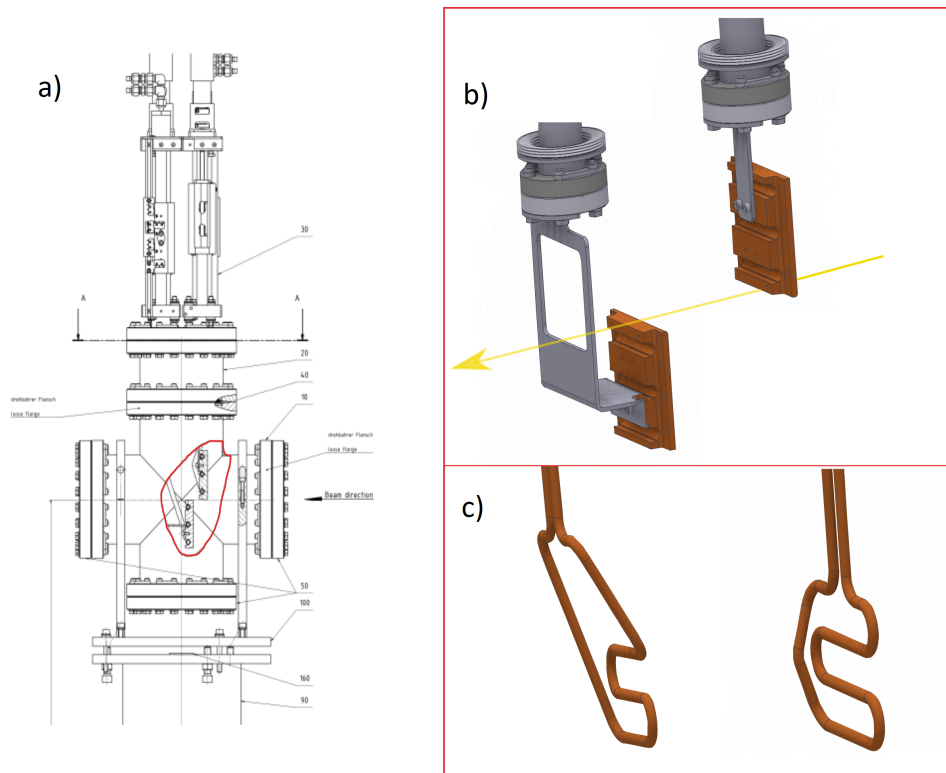 a)
30
A
A
20
40
drehbahrer Flansch
loose flange
10
drehbahrer Flansch
loose flange
Beam direction
50
100
160
90
b)
c)